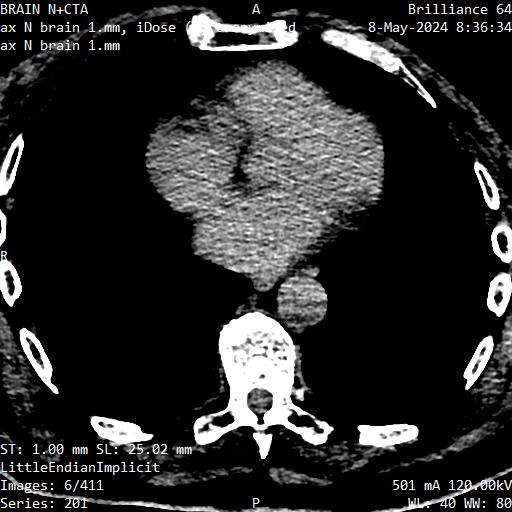 BRAIN N+CTA
A
Brilliance 64
ax N brain 1.mm, iDose (
8-May-2024 8:36:34
ax N brain 1.mm
R
ST: 1.00 mm SL: 25.02 mm
LittleEndianImplicit
Images: 6/411
501 mA 120.00kV
Series: 201
P
WL: 40 WW: 80